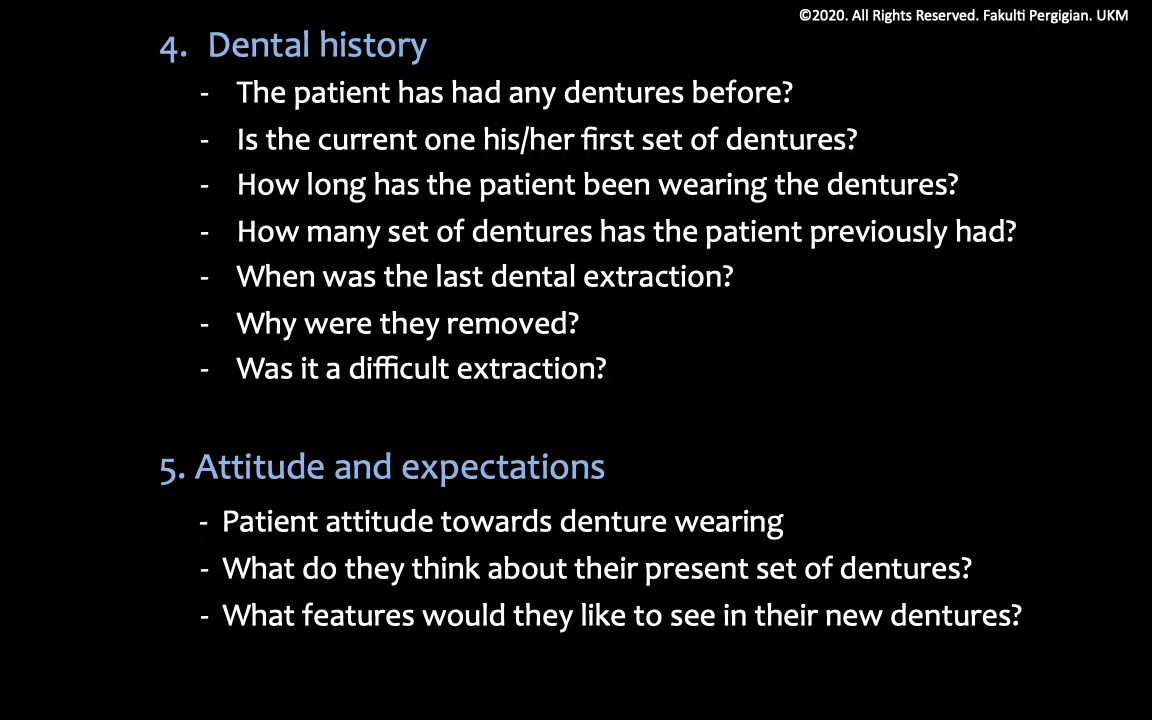 ©2020. All Rights Reserved. Fakulti Pergigian. UKM
4. Dental history
- The patient has had any dentures before?
- Is the current one his/her first set of dentures?
- How long has the patient been wearing the dentures?
- How many set of dentures has the patient previously had?
- When was the last dental extraction?
- Why were they removed?
- Was it a difficult extraction?
5. Attitude and expectations
- Patient attitude towards denture wearing
- What do they think about their present set of dentures?
- What features would they like to see in their new dentures?